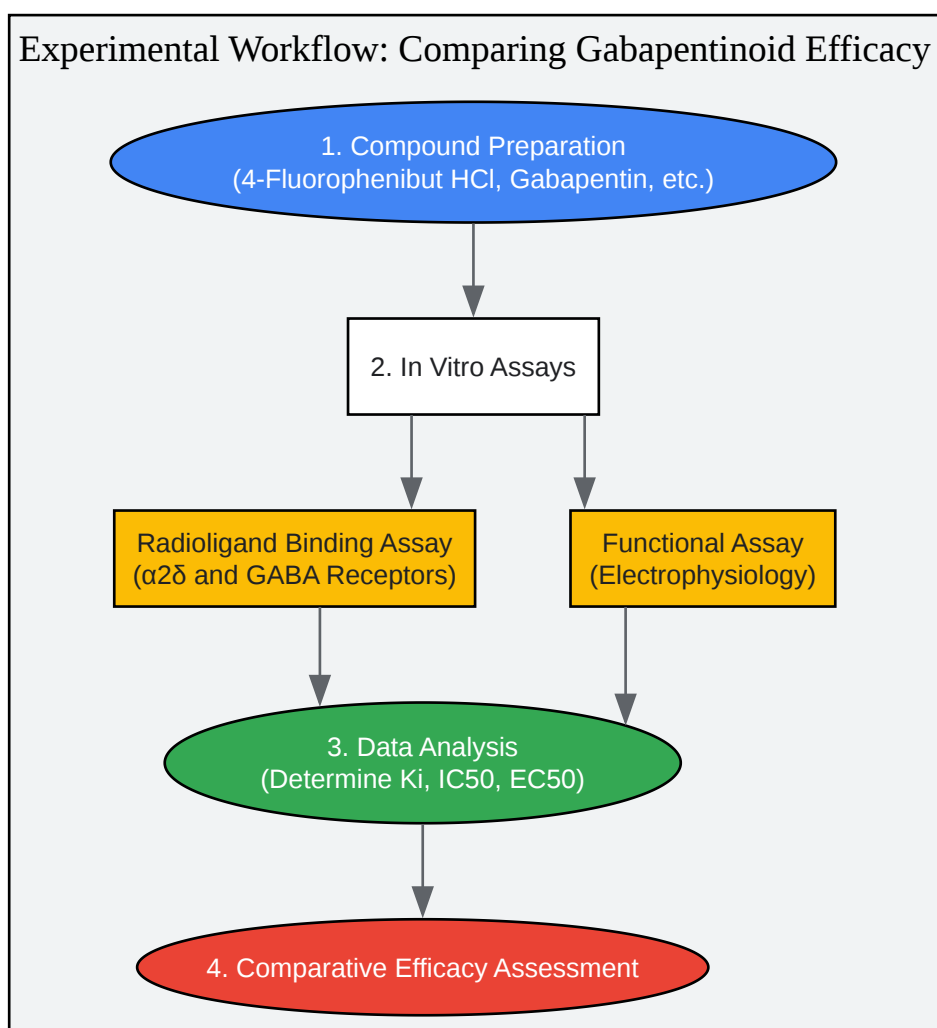 Experimental Workflow: Comparing Gabapentinoid Efficacy
1. Compound Preparation
(4-Fluorophenibut HCl, Gabapentin, etc.)
2. In Vitro Assays
Radioligand Binding Assay
(α2δ and GABA Receptors)
Functional Assay
(Electrophysiology)
3. Data Analysis
(Determine Ki, IC50, EC50)
4. Comparative Efficacy Assessment